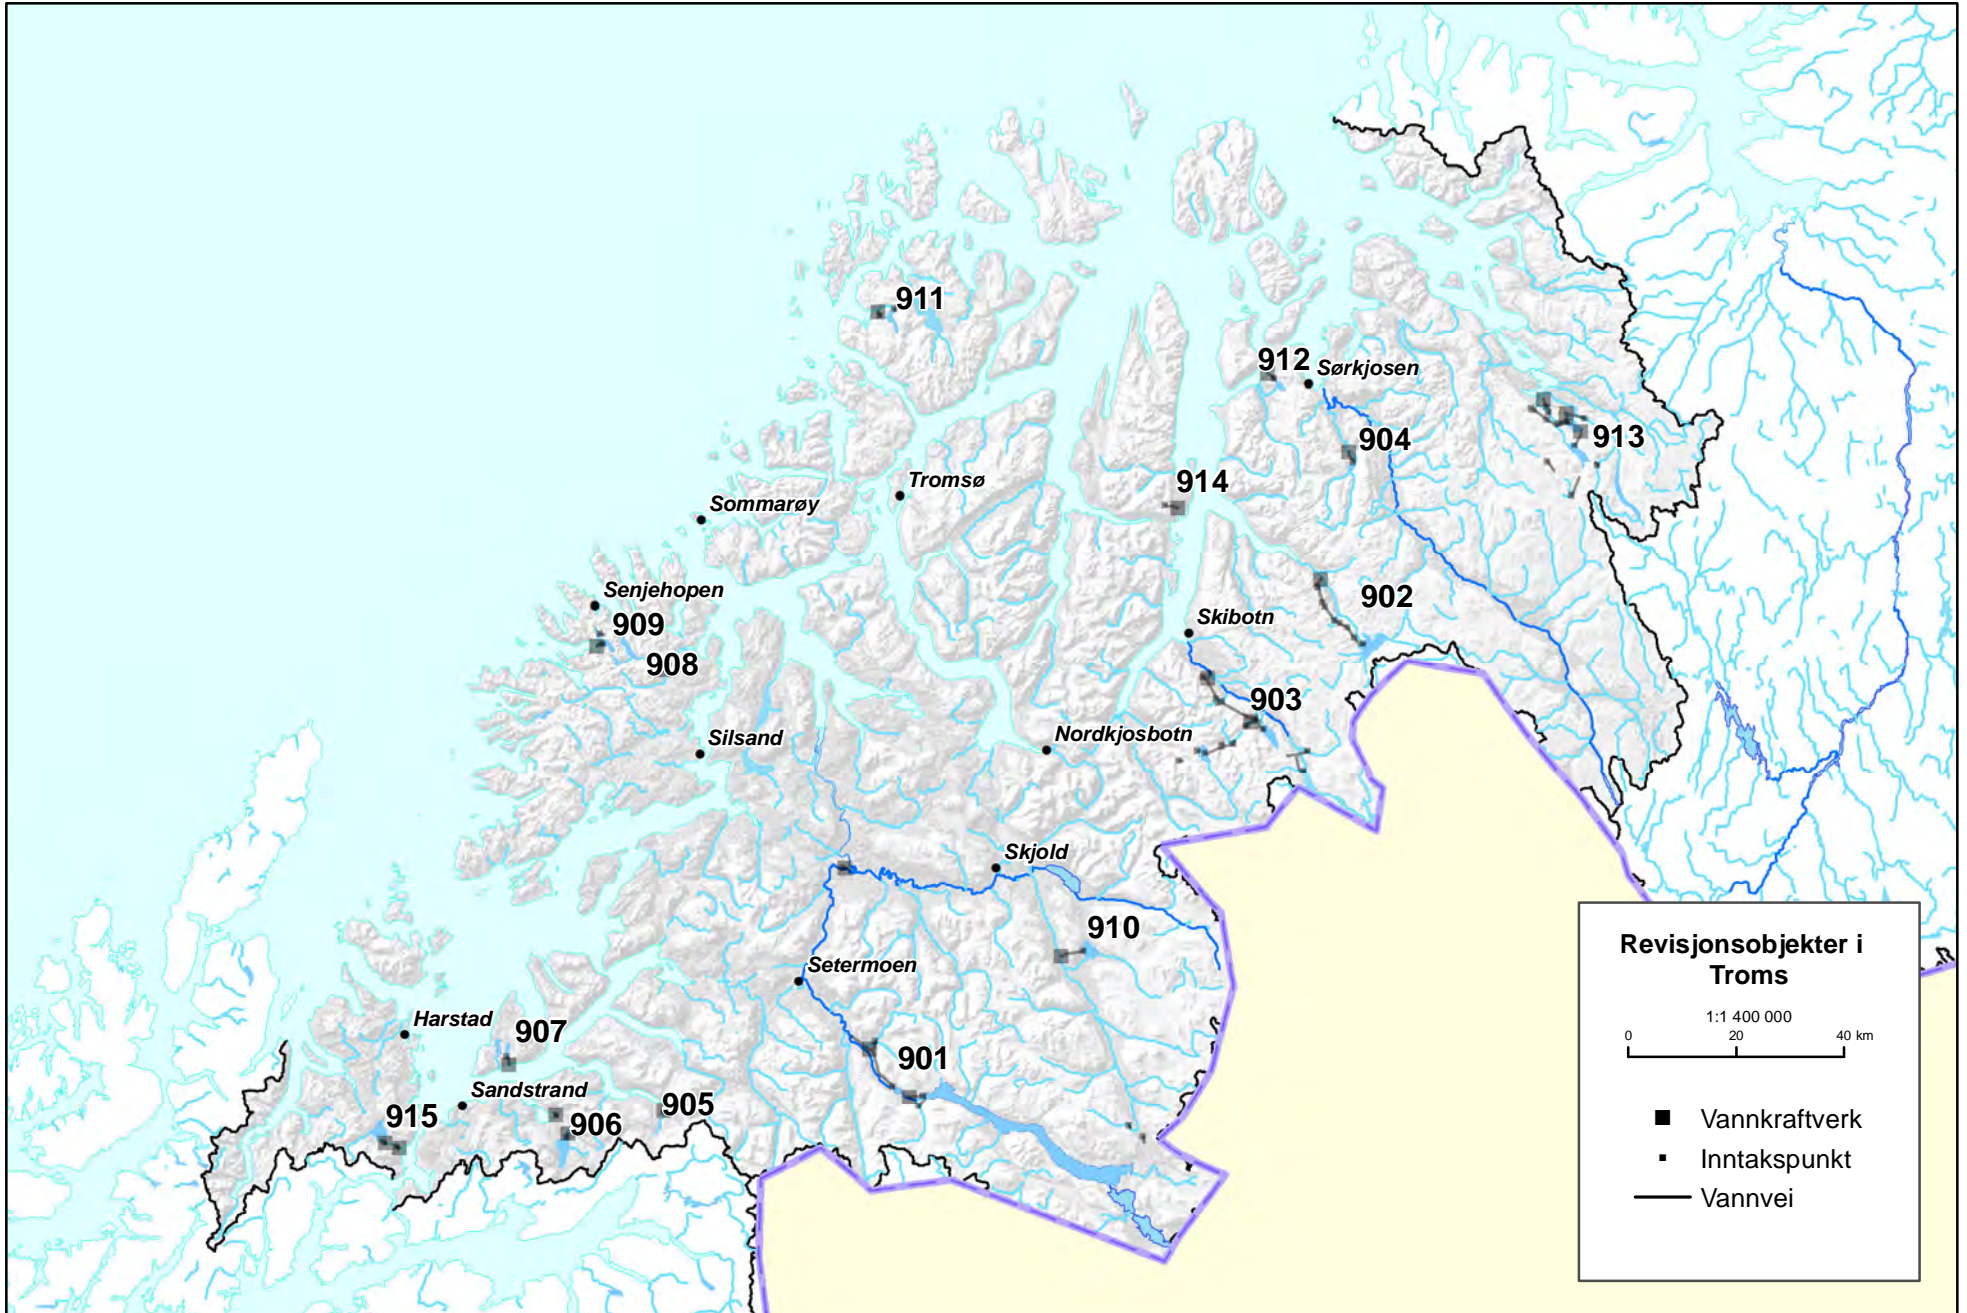 911
912
Sørkjosen
904
913
914
Tromsø
Sommarøy
Senjehopen
909
908
902
Skibotn
903
Silsand
Nordkjosbotn
Skjold
910
Setermoen
Harstad
907
901
Sandstrand
915
906
905
Revisjonsobjekter i
Troms
1:1 400 000
0 20 40 km
Vannkraftverk
Inntakspunkt
Vannvei